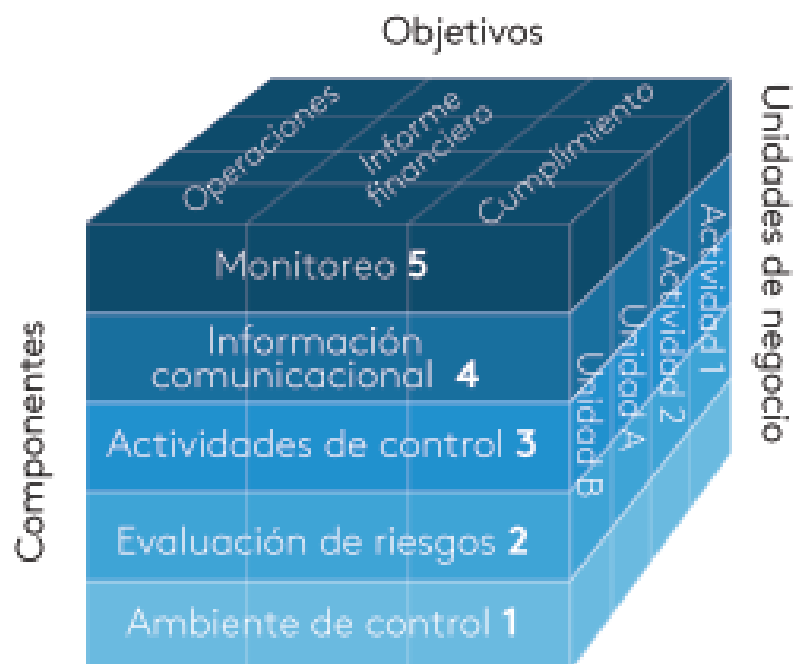 Objetivos
Operaciones
Informe
financiero
Cumplimiento
Unidades de negocio
Componentes
Monitoreo 5
Información
comunicacional 4
Actividades de control 3
Evaluación de riesgos 2
Ambiente de control 1
Unidad B
Unidad A
Actividad 2
Actividad 1